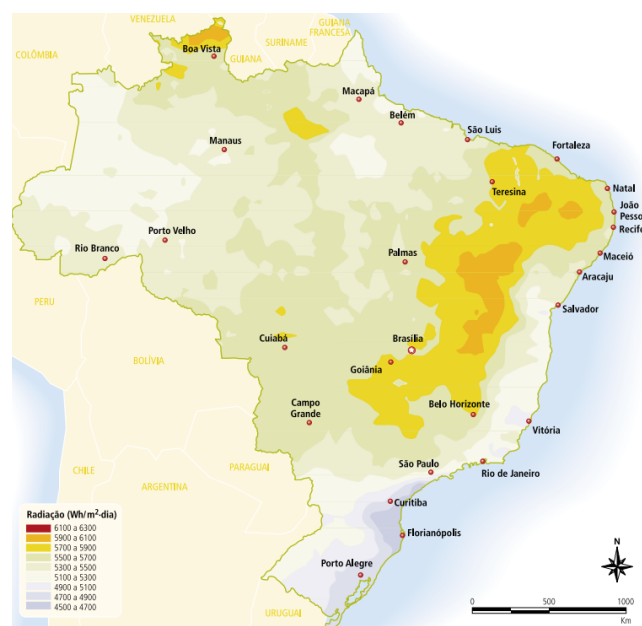 VENEZUELA
GUIANA
FRANCESA
SURINAME
COLÔMBIA
Boa Vista
GUIANA
Macapá
Belém
São Luis
Manaus
Fortaleza
Teresina
Natal
João
Pesso
Recife
Porto Velho
Rio Branco
Palmas
Maceió
Aracaju
PERU
Salvador
Cuiabá
Brasília
BOLÍVIA
Goiânia
Campo
Grande
Belo Horizonte
Vitória
PARAGUAI
São Paulo
Rio de Janeiro
CHILE
ARGENTINA
Curitiba
Radiação (Wh/m²·dia)
6100 a 6300
5900 a 6100
5700 a 5900
5500 a 5700
5300 a 5500
5100 a 5300
4900 a 5100
4700 a 4900
4500 a 4700
Florianópolis
Porto Alegre
N
URUGUAI
0 500 1000
Km